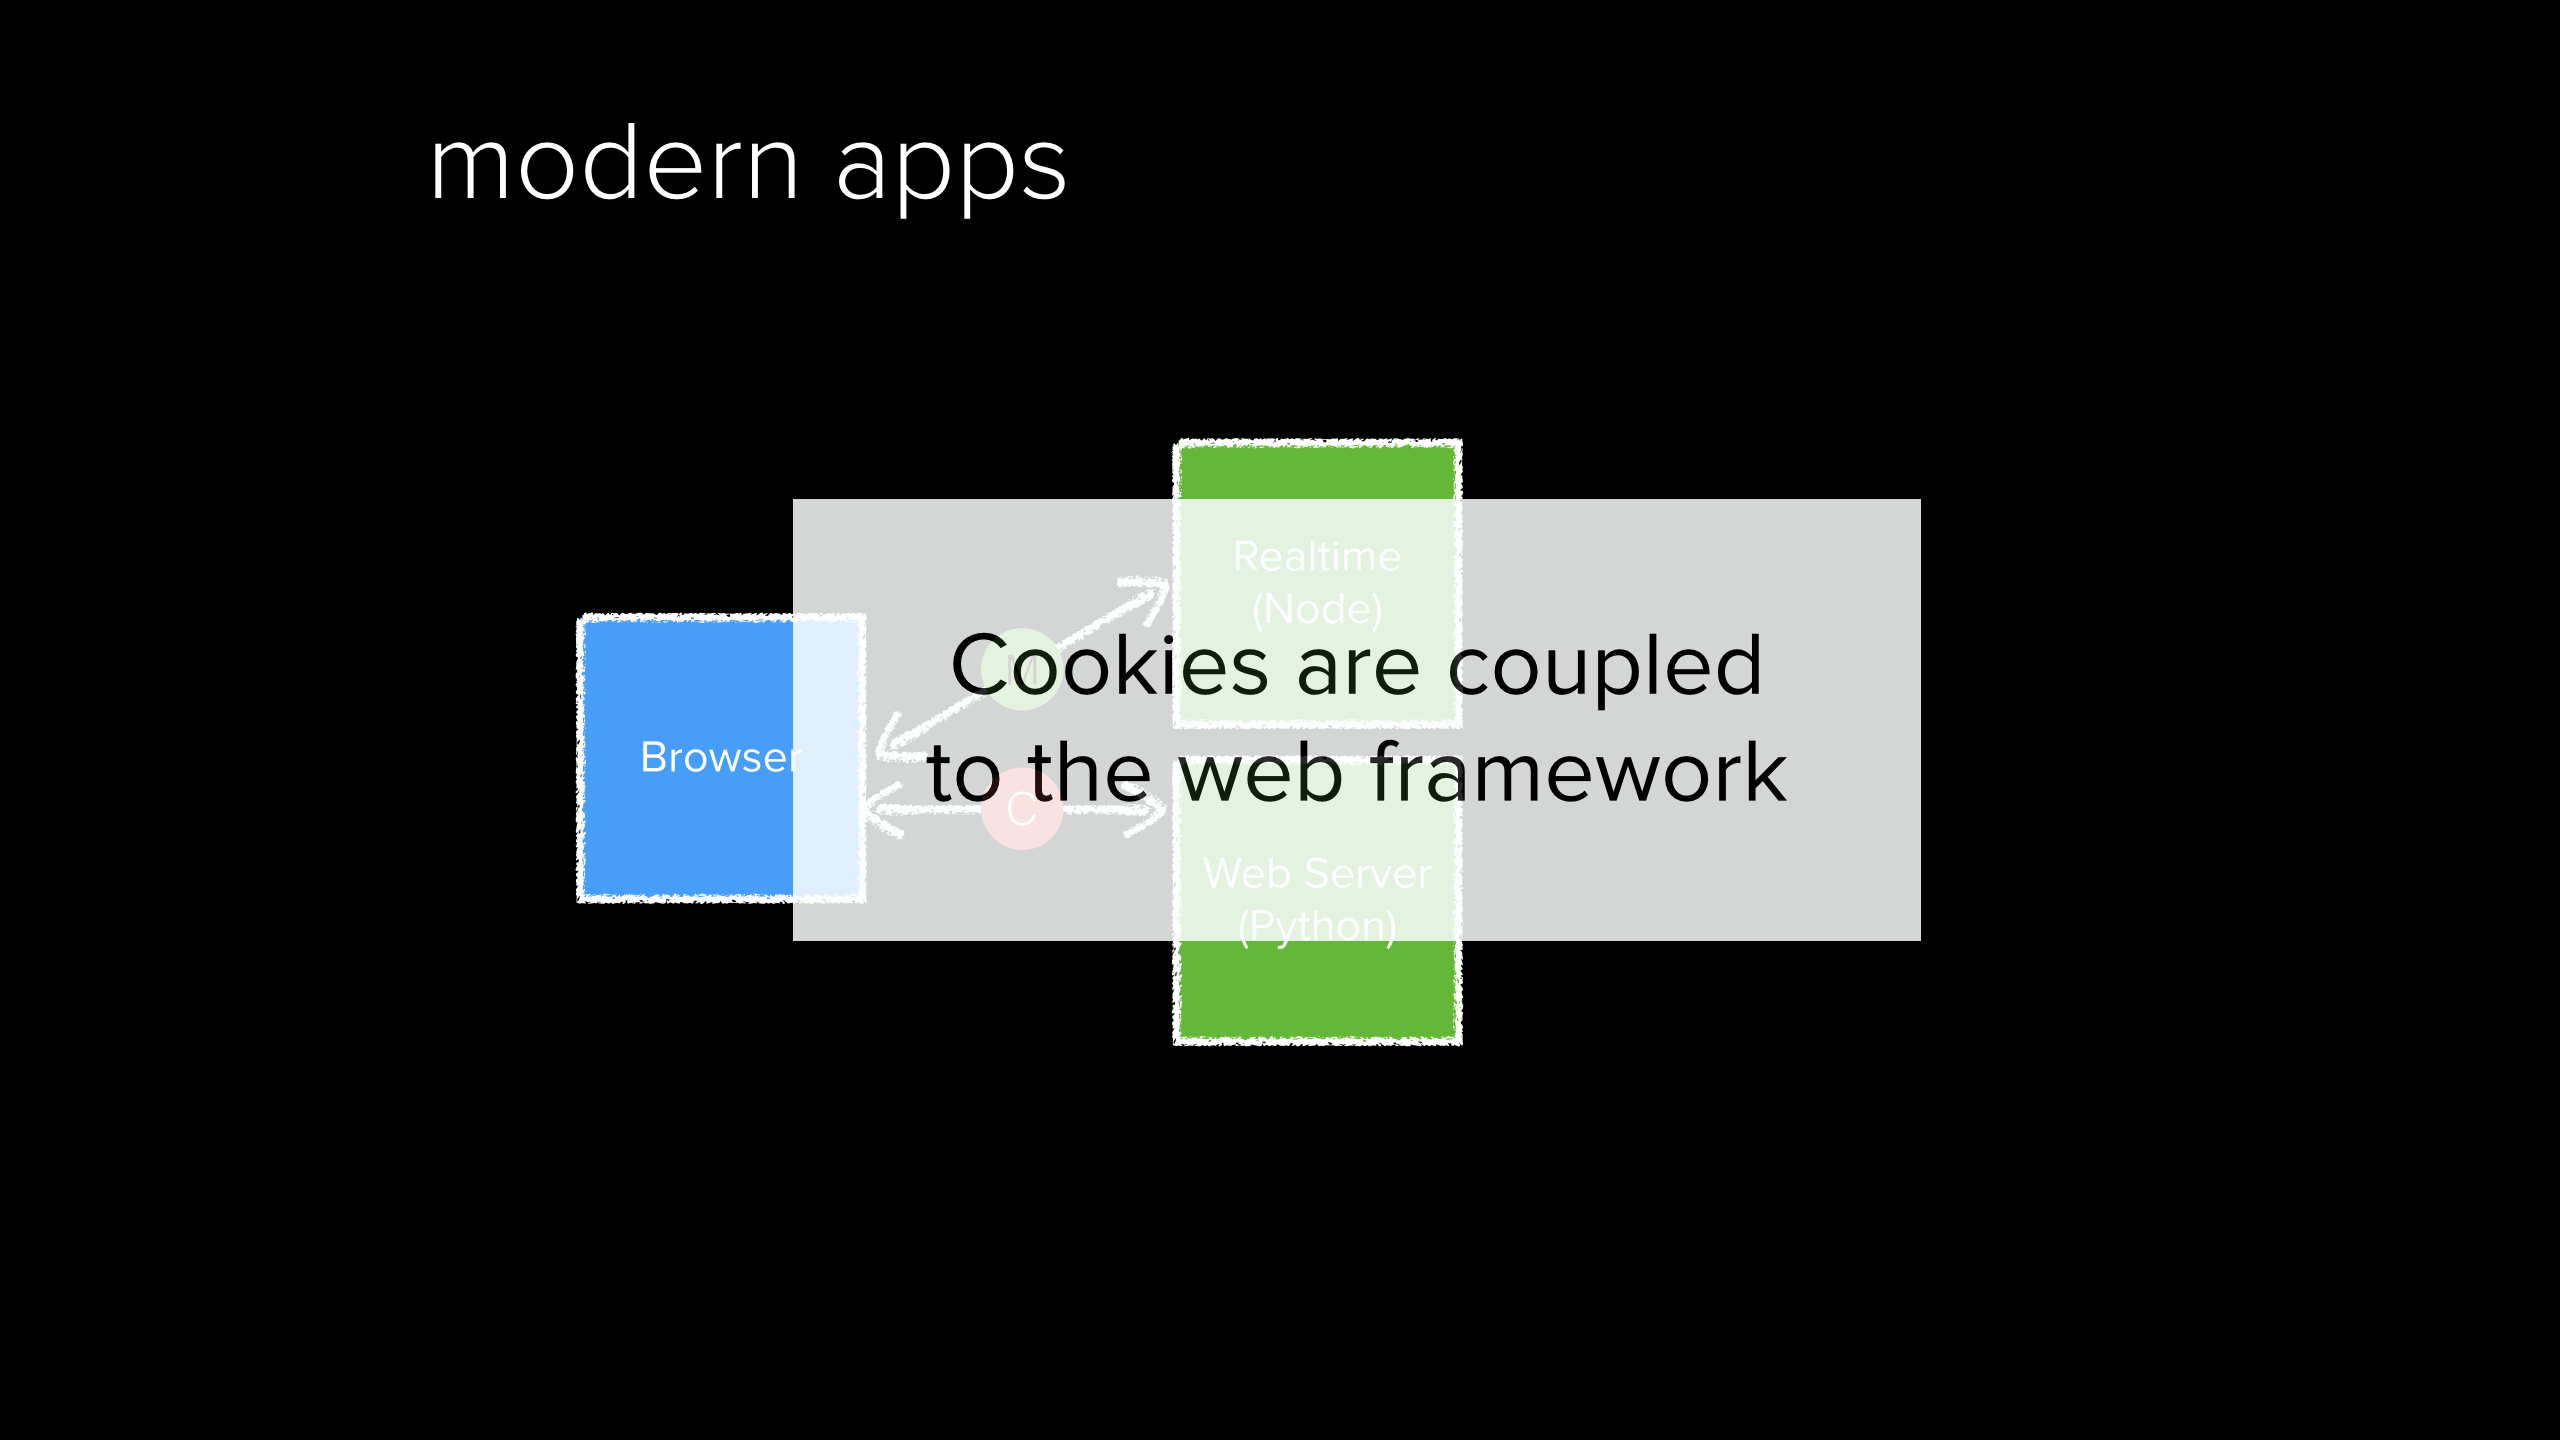 modern apps
Realtime
(Node)
M
Cookies are coupled
Browser
to the web framework
C
Web Server
(Python)